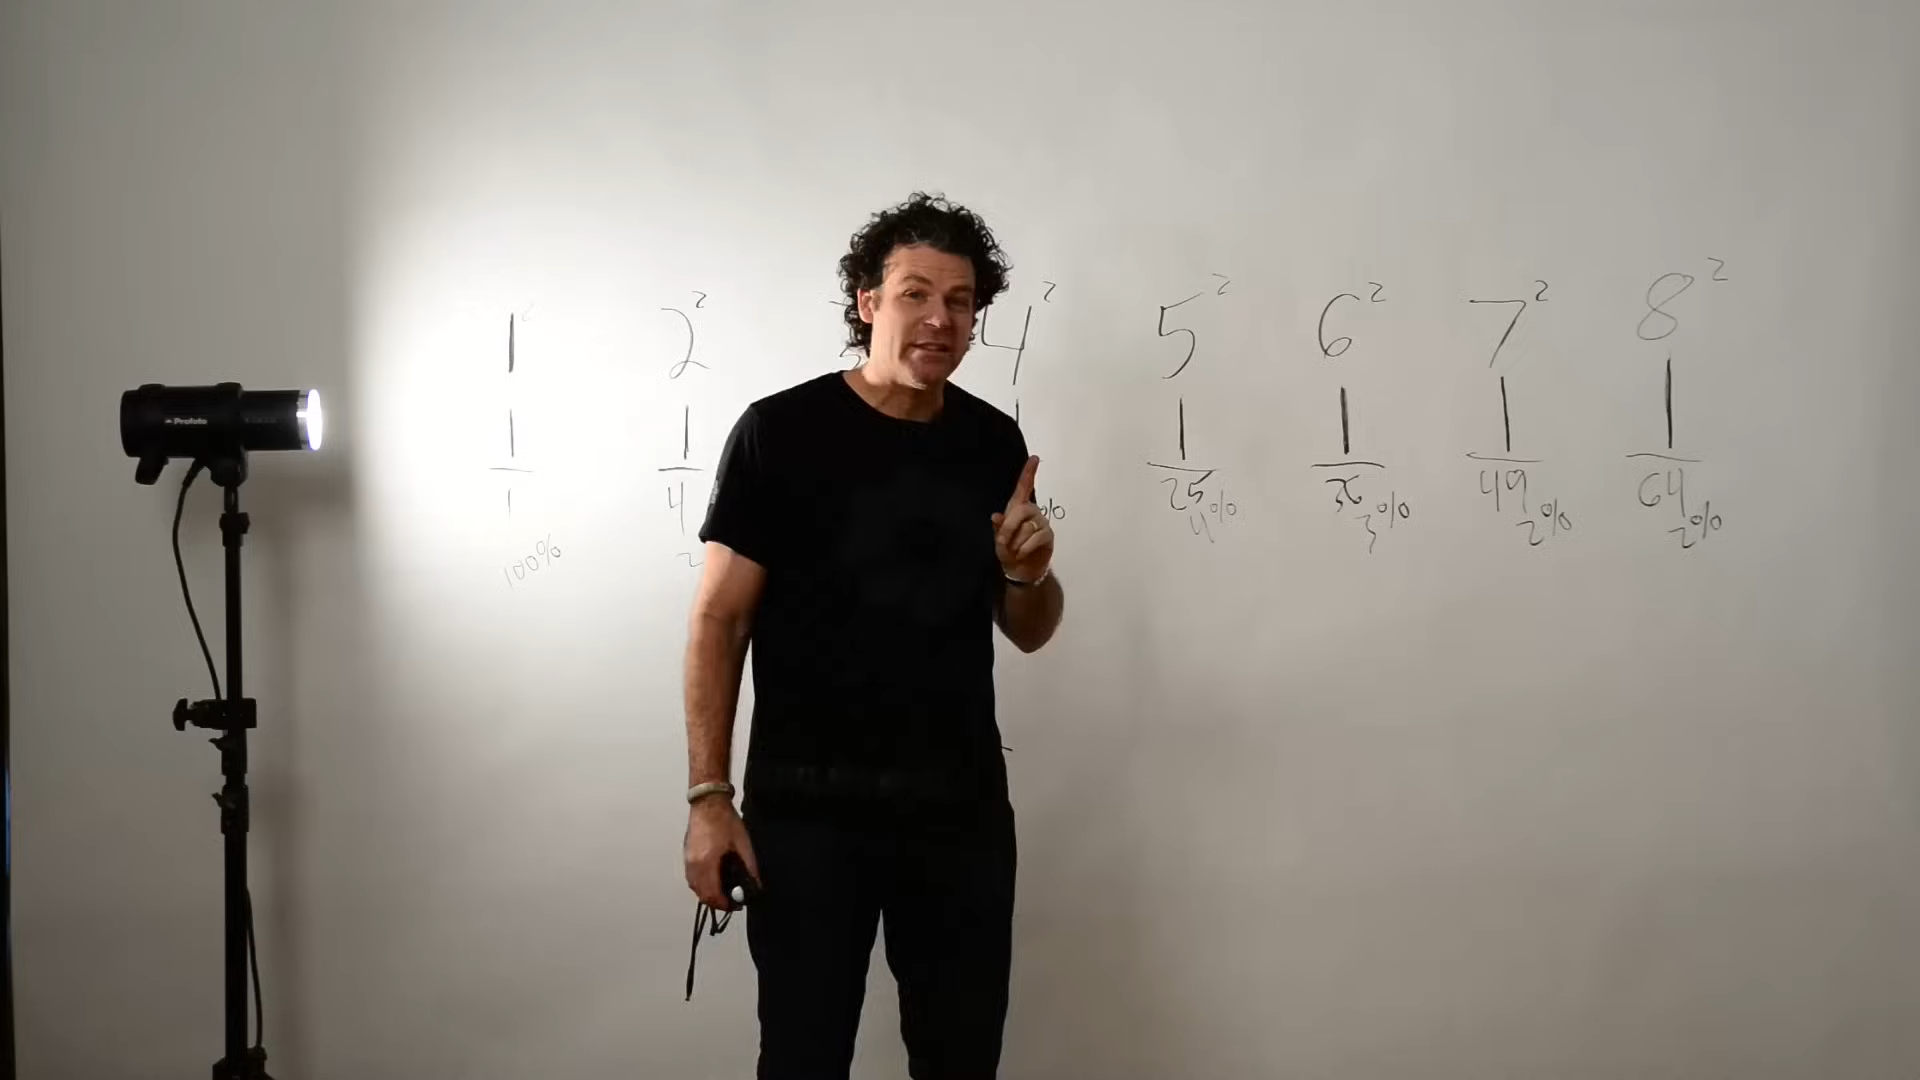 Profoto
1² 2² 4² 5² 6² 7² 8²
1 1 1 1 1 1
1 4 25 36 49 64
100% 2 % 4% 3% 2% 2%